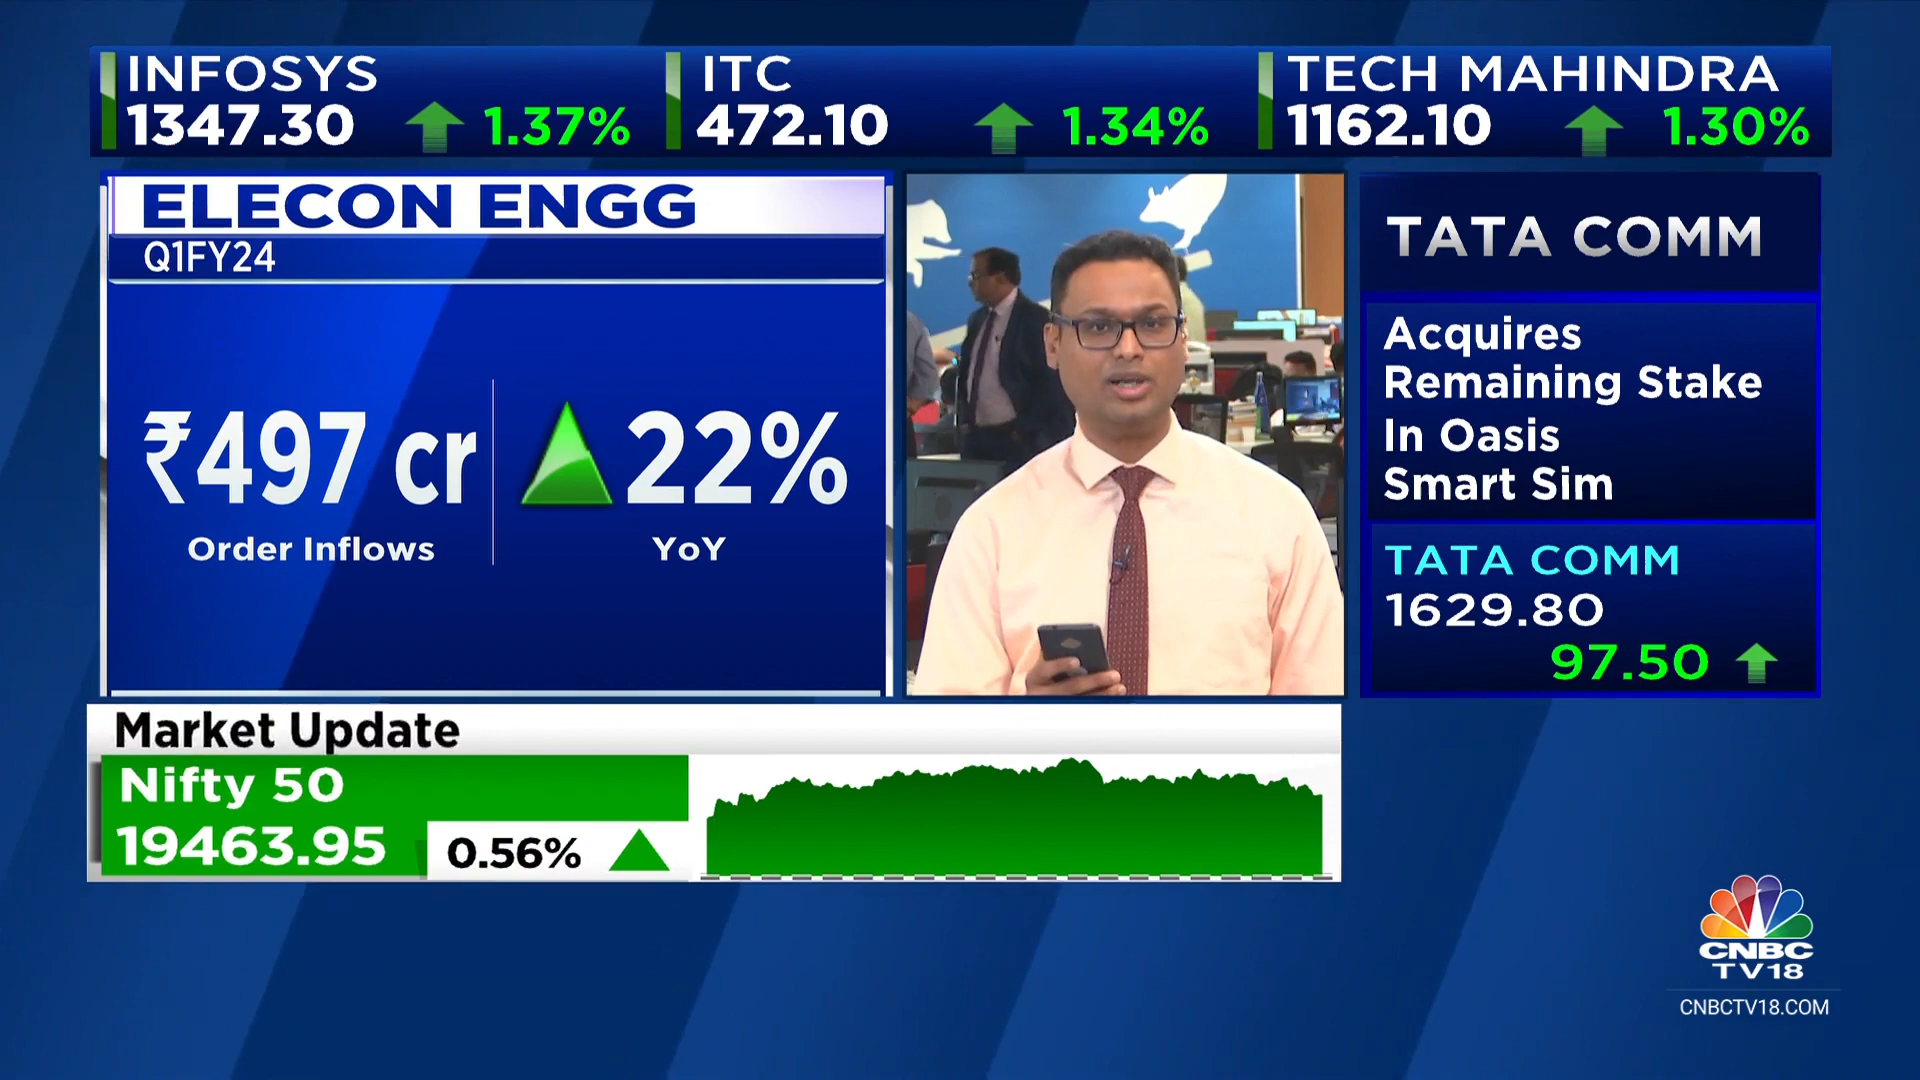 INFOSYS
1347.30 1.37%
ITC
472.10 1.34%
TECH MAHINDRA
1162.10 1.30%
ELECON ENGG
Q1FY24
₹497 cr
Order Inflows
22%
YoY
TATA COMM
Acquires
Remaining Stake
In Oasis
Smart Sim
TATA COMM
1629.80
97.50
Market Update
Nifty 50
19463.95
0.56%
CNBC
TV18
CNBCTV18.COM